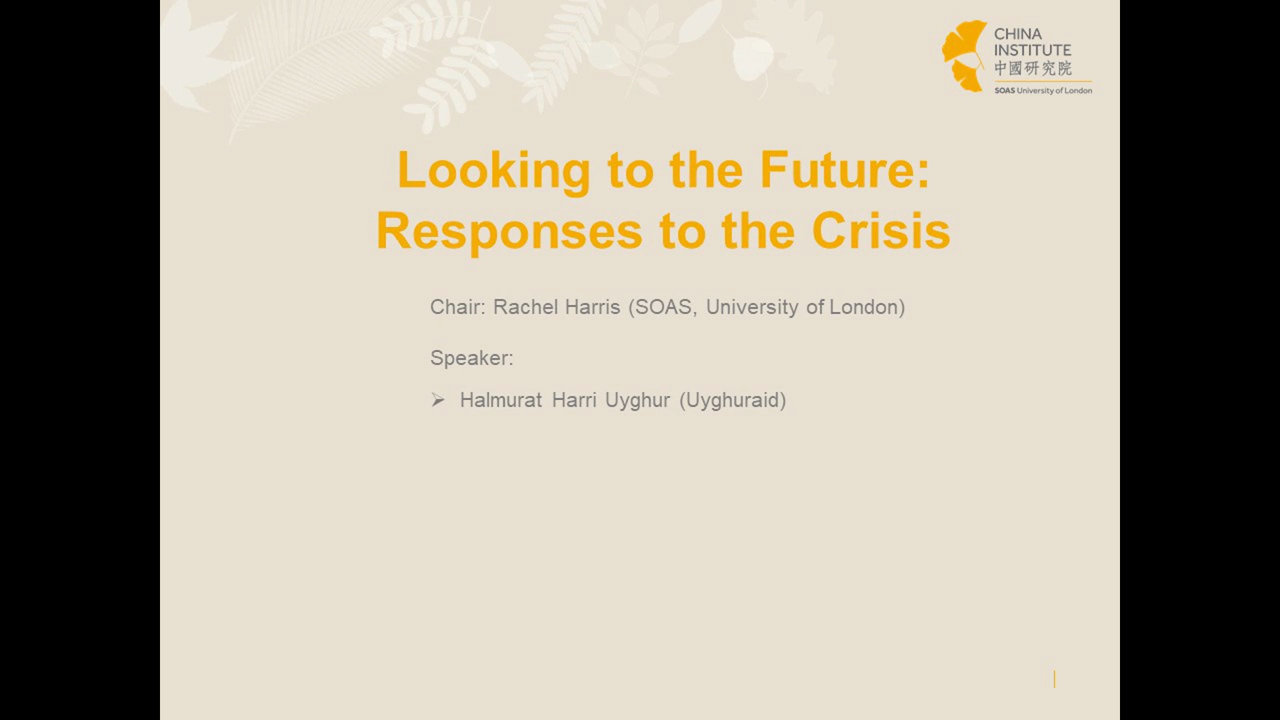 CHINA
INSTITUTE
中國研究院
SOAS University of London
Looking to the Future:
Responses to the Crisis
Chair: Rachel Harris (SOAS, University of London)
Speaker:
➢ Halmurat Harri Uyghur (Uyghuraid)